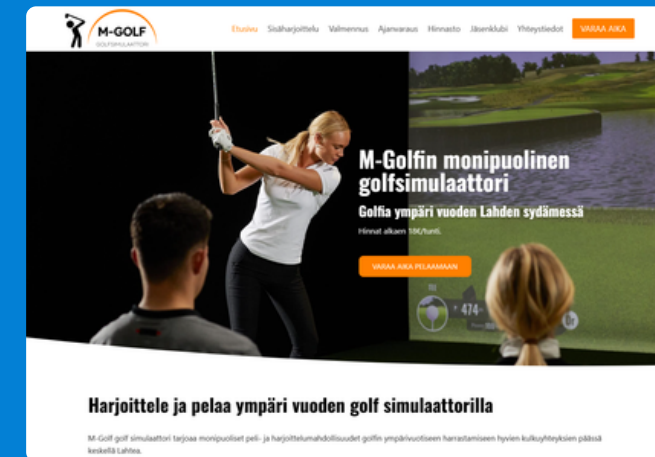 M-GOLF
GOLFSIMULAATTORI
Etusivu Sisäharjoittelu Valmennus Ajanvaraus Hinnasto Jäsenklubi Yhteystiedot VARAA AIKA
M-Golfin monipuolinen
golfsimulaattori
Golfia ympäri vuoden Lahden sydämessä
Hinnat alkaen 18€/tunti.
VARAA AIKA PELAAMAAN
474
Harjoittele ja pelaa ympäri vuoden golf simulaattorilla
M-Golf golf simulaattori tarjoaa monipuoliset peli- ja harjoittelumahdollisuudet golfin ympärivuotiseen harrastamiseen hyvien kulkuyhteyksien päässä
keskellä Lahtea.